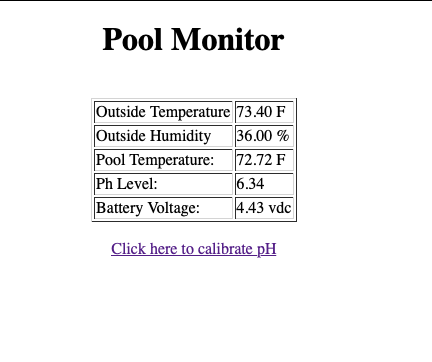 Pool Monitor
Outside Temperature 73.40 F
Outside Humidity 36.00 %
Pool Temperature: 72.72 F
Ph Level: 6.34
Battery Voltage: 4.43 vdc
Click here to calibrate pH